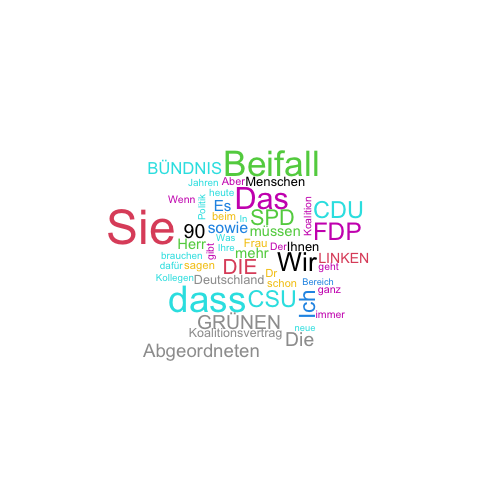 Beifall
BÜNDNIS
Jahren
Aber
Menschen
heute
Wenn
Politik
Das
Es
CDU
Koalition
beim
In
SPD
Sie
90
sowie
müssen
FDP
Was
Herr
gibt
Ihre
Frau
Der
Ihnen
mehr
brauchen
Wir
LINKEN
dafür
sagen
DIE
Dr
geht
Kollegen
Deutschland
schon
Bereich
dass
CSU
Ich
ganz
immer
GRÜNEN
neue
Koalitionsvertrag
Die
Abgeordneten